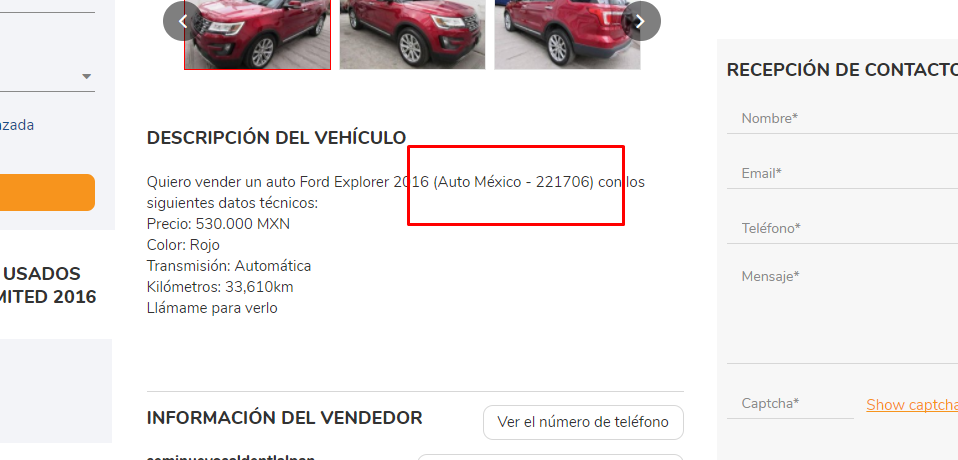 DESCRIPCIÓN DEL VEHÍCULO
Quiero vender un auto Ford Explorer 2016 (Auto México - 221706) con los
siguientes datos técnicos:
Precio: 530.000 MXN
Color: Rojo
Transmisión: Automática
Kilómetros: 33,610km
Llámame para verlo
INFORMACIÓN DEL VENDEDOR
Ver el número de teléfono
RECEPCIÓN DE CONTACTO
Nombre*
Email*
Teléfono*
Mensaje*
Captcha*
Show captcha
USADOS
MITED 2016
zada